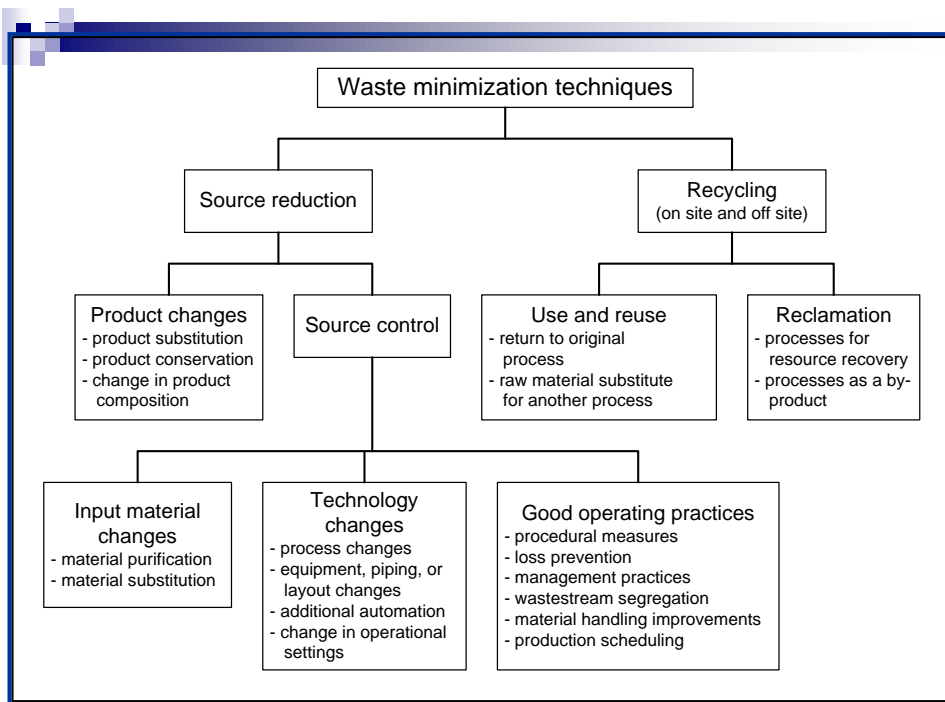 Waste minimization techniques
Source reduction
Recycling
(on site and off site)
Product changes
- product substitution
- product conservation
- change in product
composition
Source control
Use and reuse
- return to original
process
- raw material substitute
for another process
Reclamation
- processes for
resource recovery
- processes as a by-
product
Input material
changes
- material purification
- material substitution
Technology
changes
- process changes
- equipment, piping, or
layout changes
- additional automation
- change in operational
settings
Good operating practices
- procedural measures
- loss prevention
- management practices
- wastestream segregation
- material handling improvements
- production scheduling